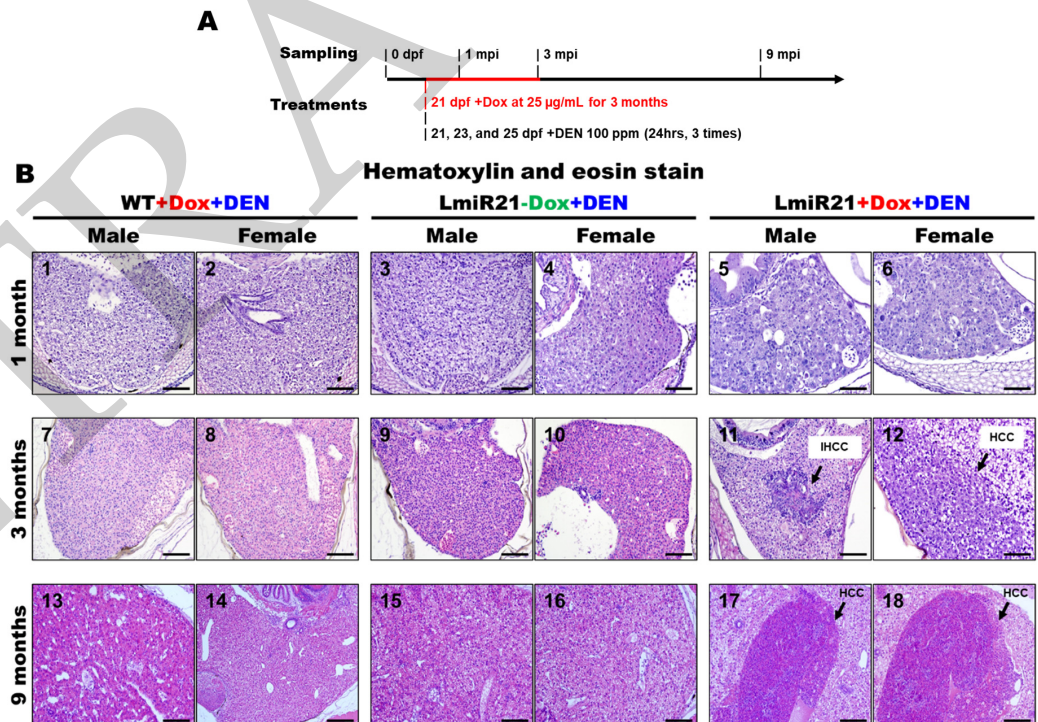 A
Sampling
0 dpf
1 mpi
3 mpi
9 mpi
Treatments
21 dpf +Dox at 25 µg/mL for 3 months
21, 23, and 25 dpf +DEN 100 ppm (24hrs, 3 times)
B
Hematoxylin and eosin stain
WT+Dox+DEN
LmiR21-Dox+DEN
LmiR21+Dox+DEN
Male
Female
Male
Female
Male
Female
1 month
1
2
3
4
5
6
3 months
7
8
9
10
11
IHCC
12
HCC
9 months
13
14
15
16
17
HCC
18
HCC